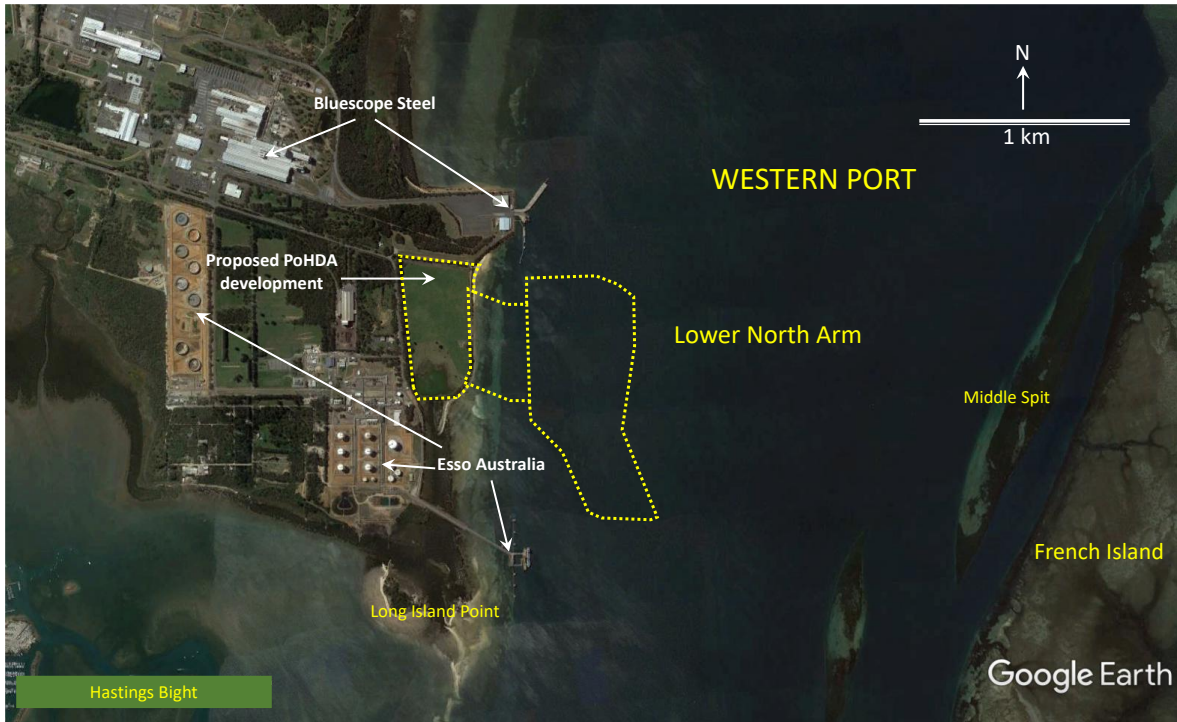 N
Bluescope Steel
1 km
WESTERN PORT
Proposed PoHDA
development
Lower North Arm
Middle Spit
Esso Australia
French Island
Long Island Point
Google Earth
Hastings Bight